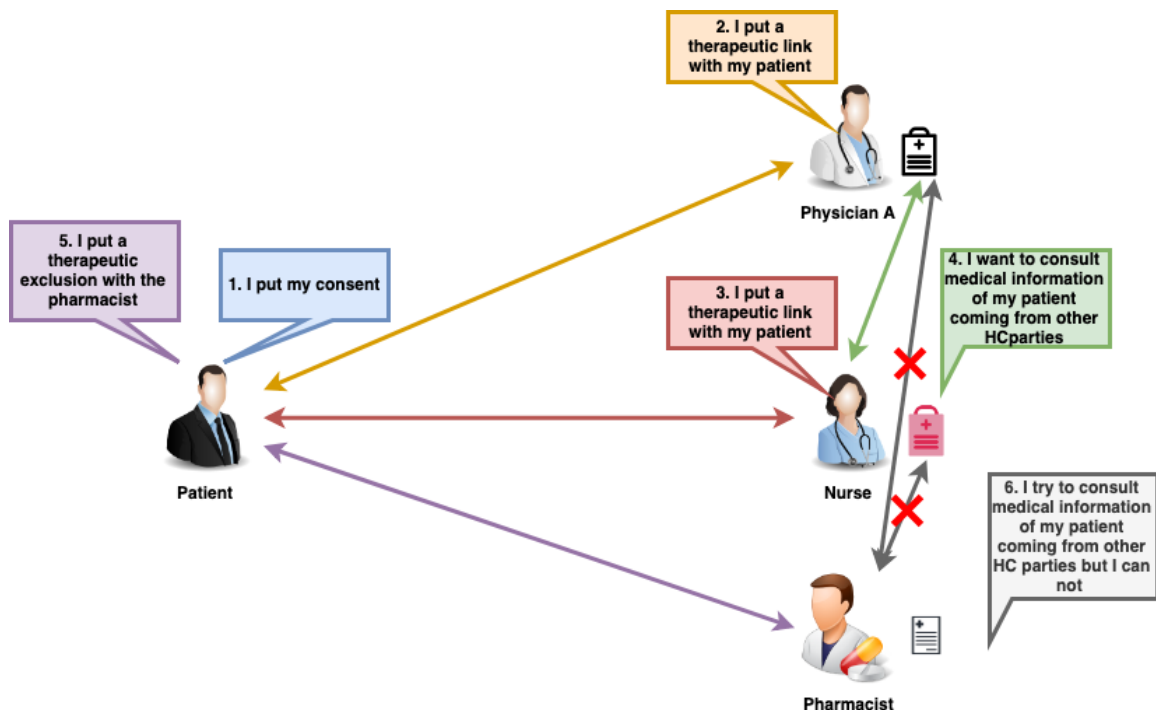 2. I put a
therapeutic link
with my patient
Physician A
5. I put a
therapeutic
exclusion with the
pharmacist
1. I put my consent
3. I put a
therapeutic link
with my patient
4. I want to consult
medical information
of my patient
coming from other
HCparties
Patient
Nurse
6. I try to consult
medical information
of my patient
coming from other
HC parties but I can
not
Pharmacist